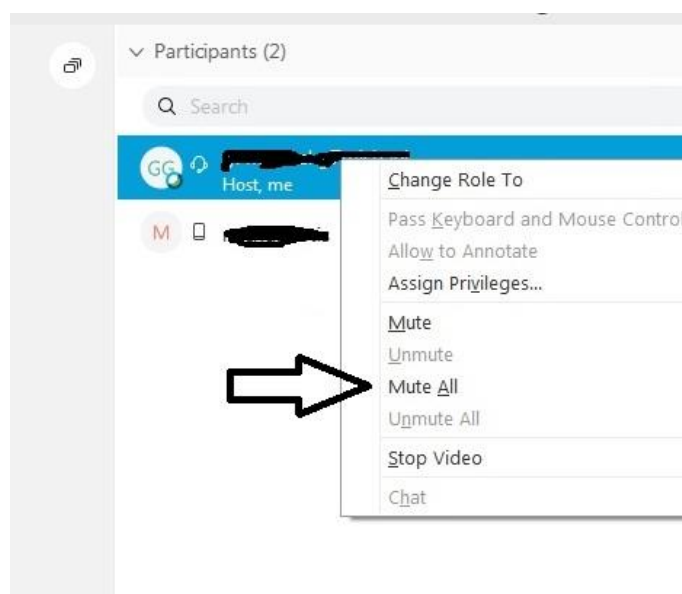 Participants (2)
Search
GG
Host, me
M
Change Role To
Pass Keyboard and Mouse Control
Allow to Annotate
Assign Privileges...
Mute
Unmute
Mute All
Unmute All
Stop Video
Chat